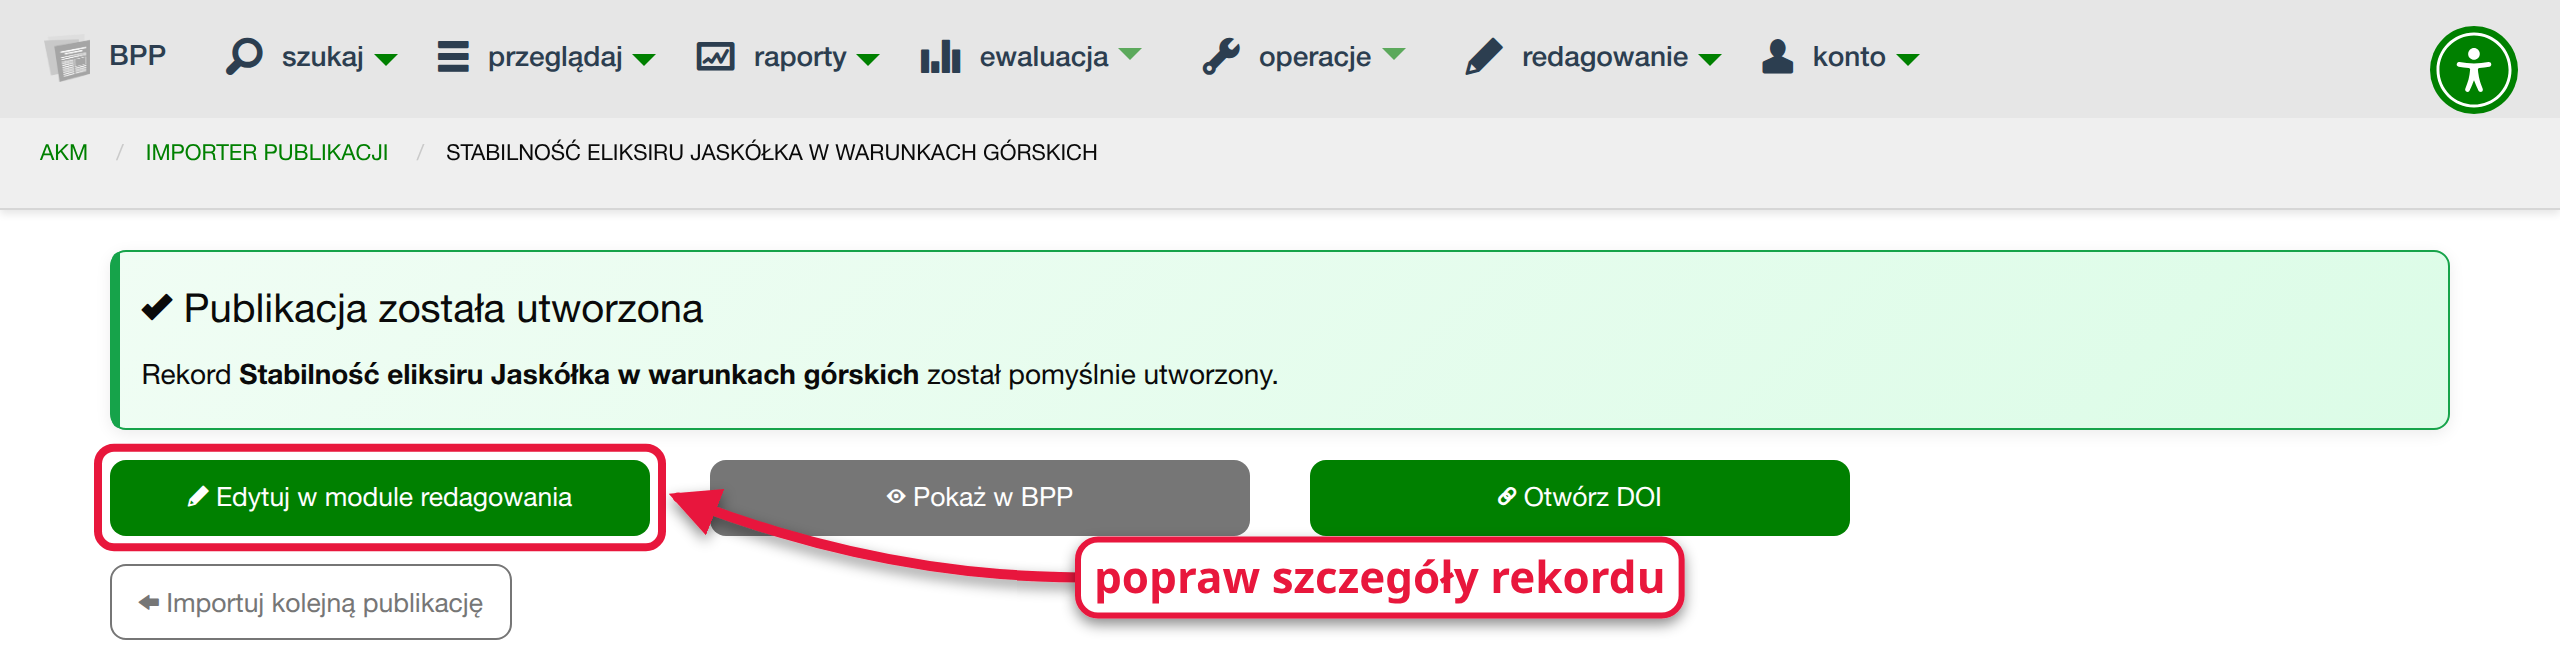 BPP szukaj przeglądaj raporty ewaluacja operacje redagowanie konto
AKM / IMPORTER PUBLIKACJI / STABILNOŚĆ ELIKSIRU JASKÓŁKA W WARUNKACH GÓRSKICH
Publikacja została utworzona
Rekord Stabilność eliksiru Jaskółka w warunkach górskich został pomyślnie utworzony.
Edytuj w module redagowania Pokaż w BPP Otwórz DOI
popraw szczegóły rekordu
Importuj kolejną publikację